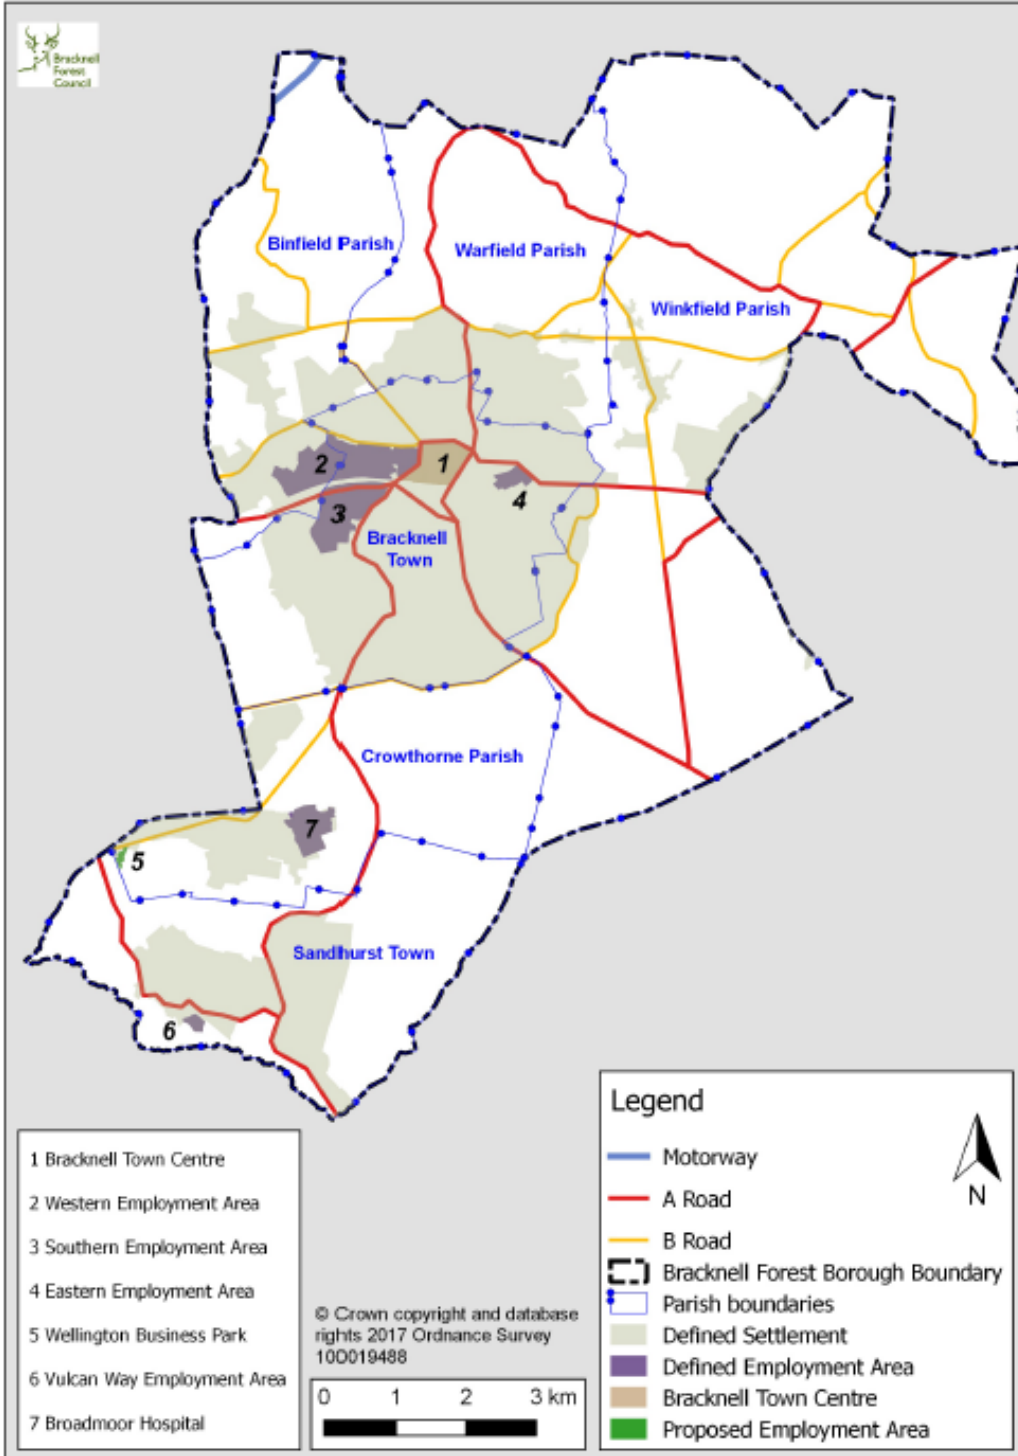 Bracknell
Forest
Council
Binfield Parish
Warfield Parish
Winkfield Parish
2
1
4
3
Bracknell
Town
Crowthorne Parish
7
5
Sandhurst Town
6
1 Bracknell Town Centre
2 Western Employment Area
3 Southern Employment Area
4 Eastern Employment Area
5 Wellington Business Park
6 Vulcan Way Employment Area
7 Broadmoor Hospital
© Crown copyright and database
rights 2017 Ordnance Survey
100019488
0 1 2 3 km
Legend
Motorway
A Road
B Road
Bracknell Forest Borough Boundary
Parish boundaries
Defined Settlement
Defined Employment Area
Bracknell Town Centre
Proposed Employment Area
N